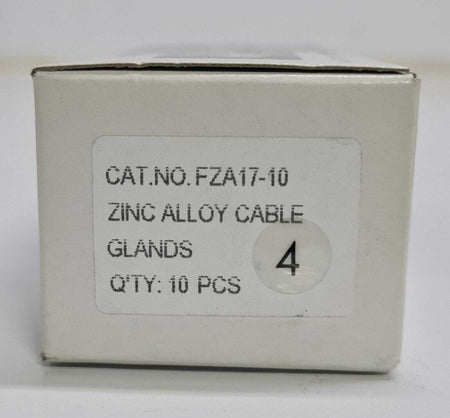 CAT.NO. FZA17-10
ZINC ALLOY CABLE
GLANDS
4
Q'TY: 10 PCS